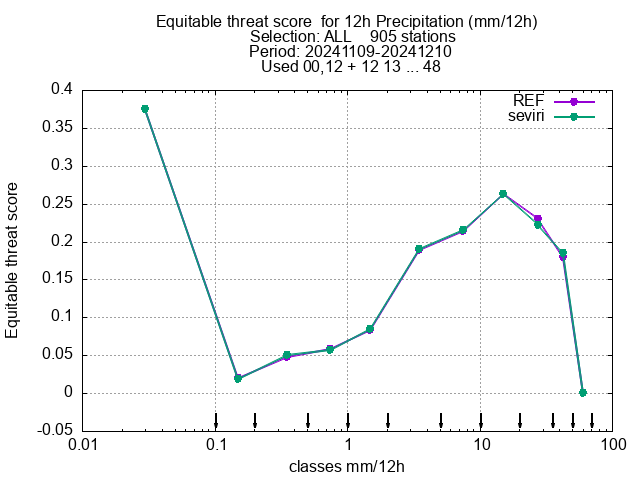 Equitable threat score  for 12h Precipitation (mm/12h)
Selection: ALL    905 stations
Period: 20241109-20241210
Used 00,12 + 12 13 ... 48
REF
seviri
0.4
0.35
0.3
0.25
0.2
0.15
0.1
0.05
0
-0.05
Equitable threat score
0.01 0.1 1 10 100
classes mm/12h